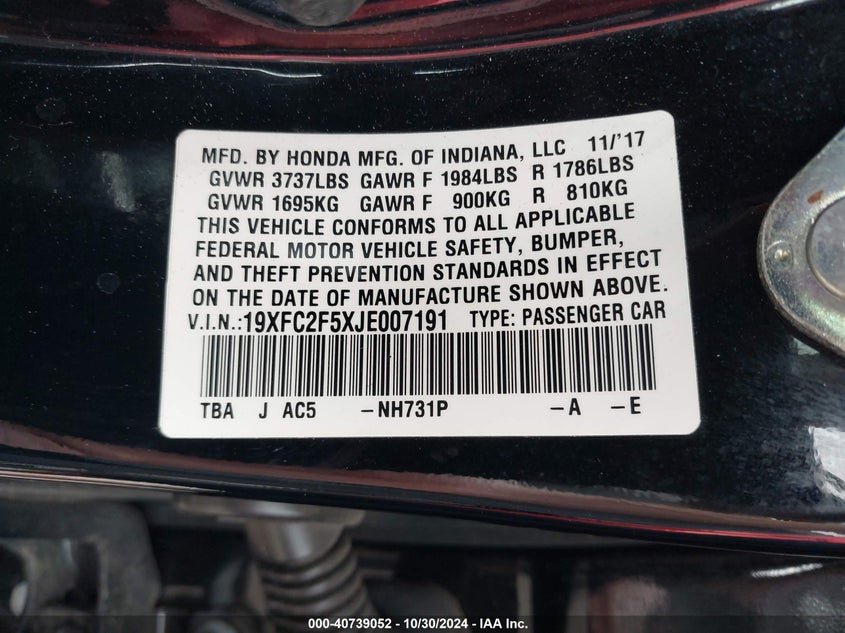 MFD. BY HONDA MFG. OF INDIANA, LLC 11/'17
GVWR 3737LBS GAWR F 1984LBS R 1786LBS
GVWR 1695KG GAWR F 900KG R 810KG
THIS VEHICLE CONFORMS TO ALL APPLICABLE
FEDERAL MOTOR VEHICLE SAFETY, BUMPER,
AND THEFT PREVENTION STANDARDS IN EFFECT
ON THE DATE OF MANUFACTURE SHOWN ABOVE.
V.I.N.:19XFC2F5XJE007191 TYPE: PASSENGER CAR
TBA J AC5 -NH731P -A -E
000-40739052 - 10/30/2024 - IAA Inc.